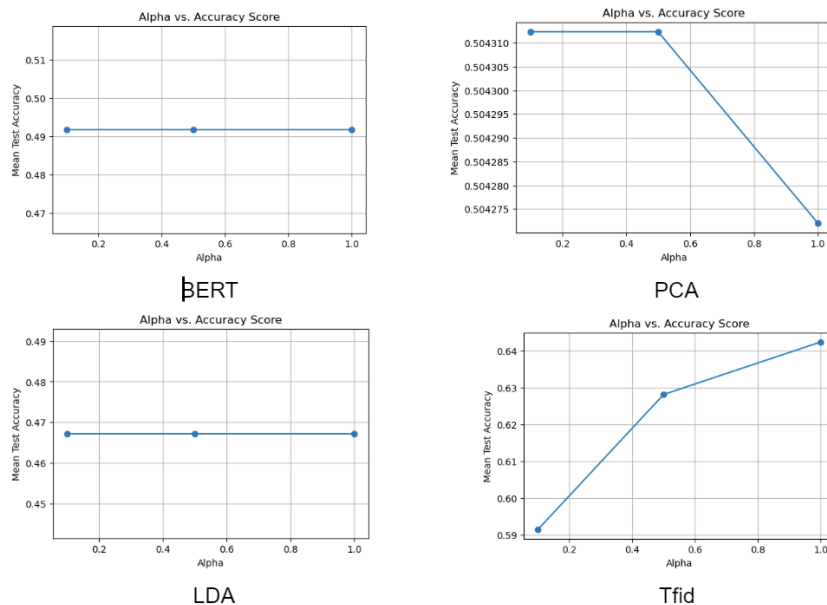 Alpha vs. Accuracy Score
Mean Test Accuracy
0.51
0.50
0.49
0.48
0.47
0.2 0.4 0.6 0.8 1.0
Alpha
BERT
Alpha vs. Accuracy Score
Mean Test Accuracy
0.504310
0.504305
0.504300
0.504295
0.504290
0.504285
0.504280
0.504275
0.2 0.4 0.6 0.8 1.0
Alpha
PCA
Alpha vs. Accuracy Score
Mean Test Accuracy
0.49
0.48
0.47
0.46
0.45
0.2 0.4 0.6 0.8 1.0
Alpha
LDA
Alpha vs. Accuracy Score
Mean Test Accuracy
0.64
0.63
0.62
0.61
0.60
0.59
0.2 0.4 0.6 0.8 1.0
Alpha
Tfid